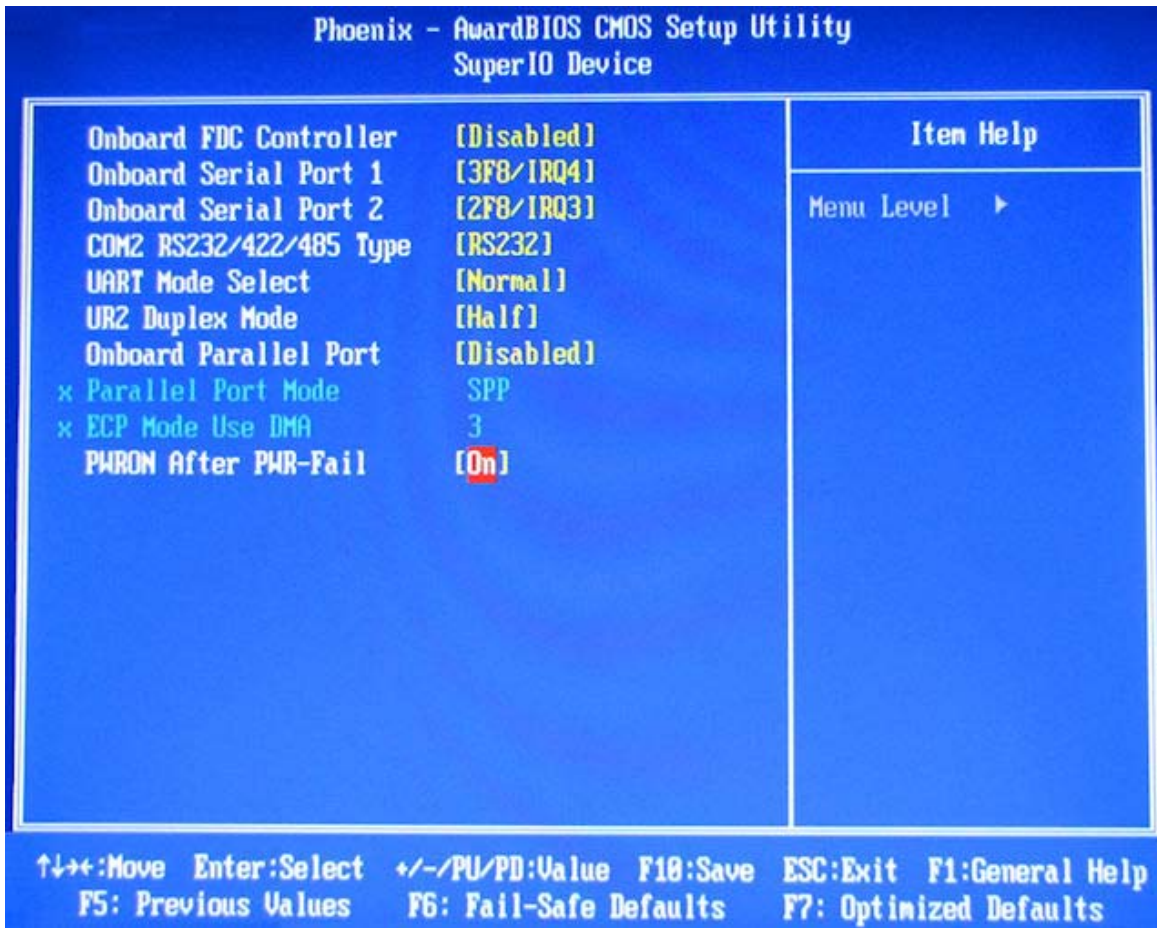 Phoenix - AwardBIOS CMOS Setup Utility
SuperIO Device
Onboard FDC Controller [Disabled]
Onboard Serial Port 1 [3F8/IRQ4]
Onboard Serial Port 2 [2F8/IRQ3]
COM2 RS232/422/485 Type [RS232]
UART Mode Select [Normal]
UR2 Duplex Mode [Half]
Onboard Parallel Port [Disabled]
x Parallel Port Mode SPP
x ECP Mode Use DMA 3
PWRON After PWR-Fail [On]
Item Help
Menu Level ►
↑↓→←:Move Enter:Select +/-/PU/PD:Value F10:Save ESC:Exit F1:General Help
F5: Previous Values F6: Fail-Safe Defaults F7: Optimized Defaults